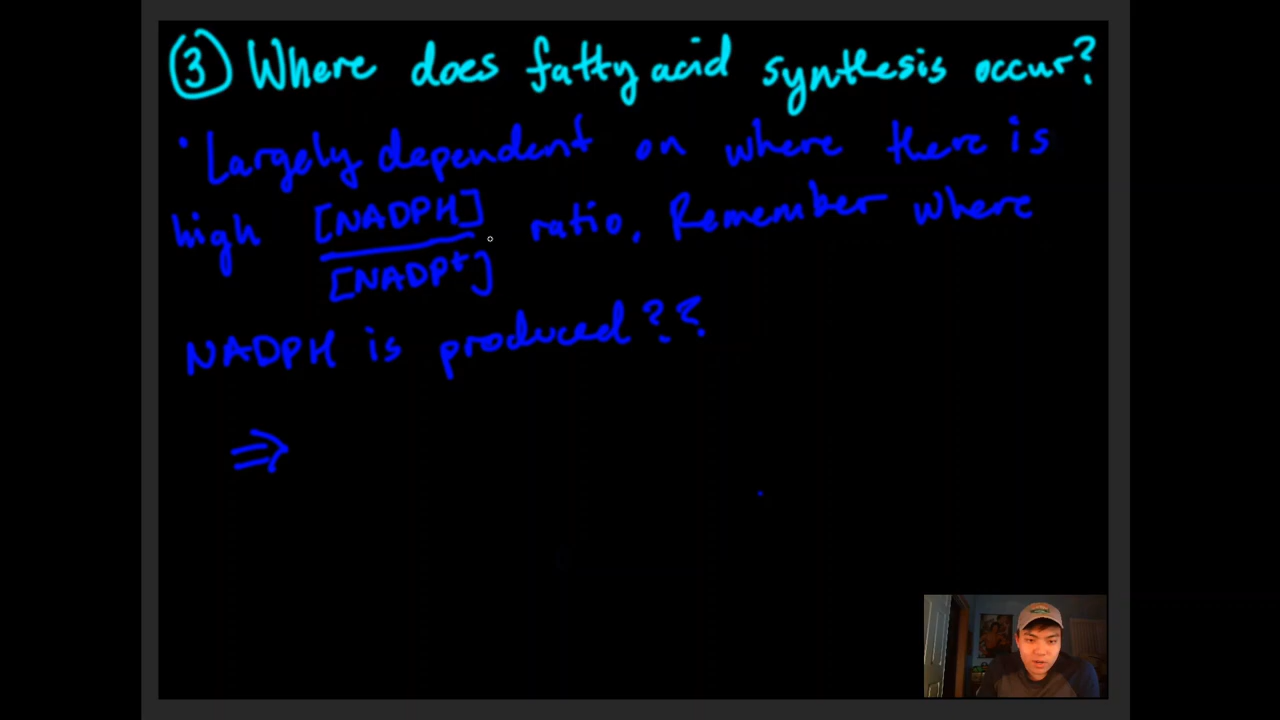 ③ Where does fatty acid synthesis occur?
• Largely dependent on where there is
high [NADPH] / [NADP+] ratio. Remember where
NADPH is produced??
⇒